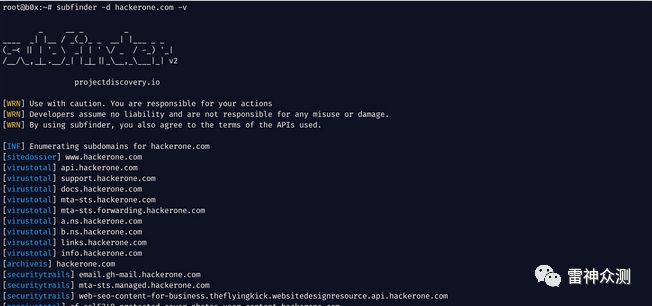 root@b0x:~# subfinder -d hackerone.com -v
v2
projectdiscovery.io
[WRN] Use with caution. You are responsible for your actions
[WRN] Developers assume no liability and are not responsible for any misuse or damage.
[WRN] By using subfinder, you also agree to the terms of the APIs used.
[INF] Enumerating subdomains for hackerone.com
[sitedossier] www.hackerone.com
[virustotal] api.hackerone.com
[virustotal] support.hackerone.com
[virustotal] docs.hackerone.com
[virustotal] mta-sts.hackerone.com
[virustotal] mta-sts.forwarding.hackerone.com
[virustotal] a.ns.hackerone.com
[virustotal] b.ns.hackerone.com
[virustotal] links.hackerone.com
[virustotal] info.hackerone.com
[archiveis] hackerone.com
[securitytrails] email.gh-mail.hackerone.com
[securitytrails] mta-sts.managed.hackerone.com
[securitytrails] web-seo-content-for-business.theflyingkick.websitedesignresource.api.hackerone.com
雷神众测